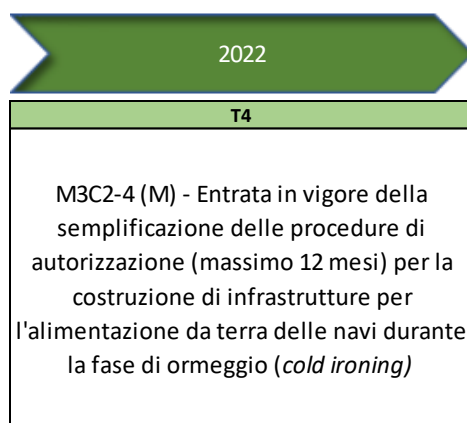 2022
T4
M3C2-4 (M) - Entrata in vigore della
semplificazione delle procedure di
autorizzazione (massimo 12 mesi) per la
costruzione di infrastrutture per
l'alimentazione da terra delle navi durante
la fase di ormeggio (cold ironing)